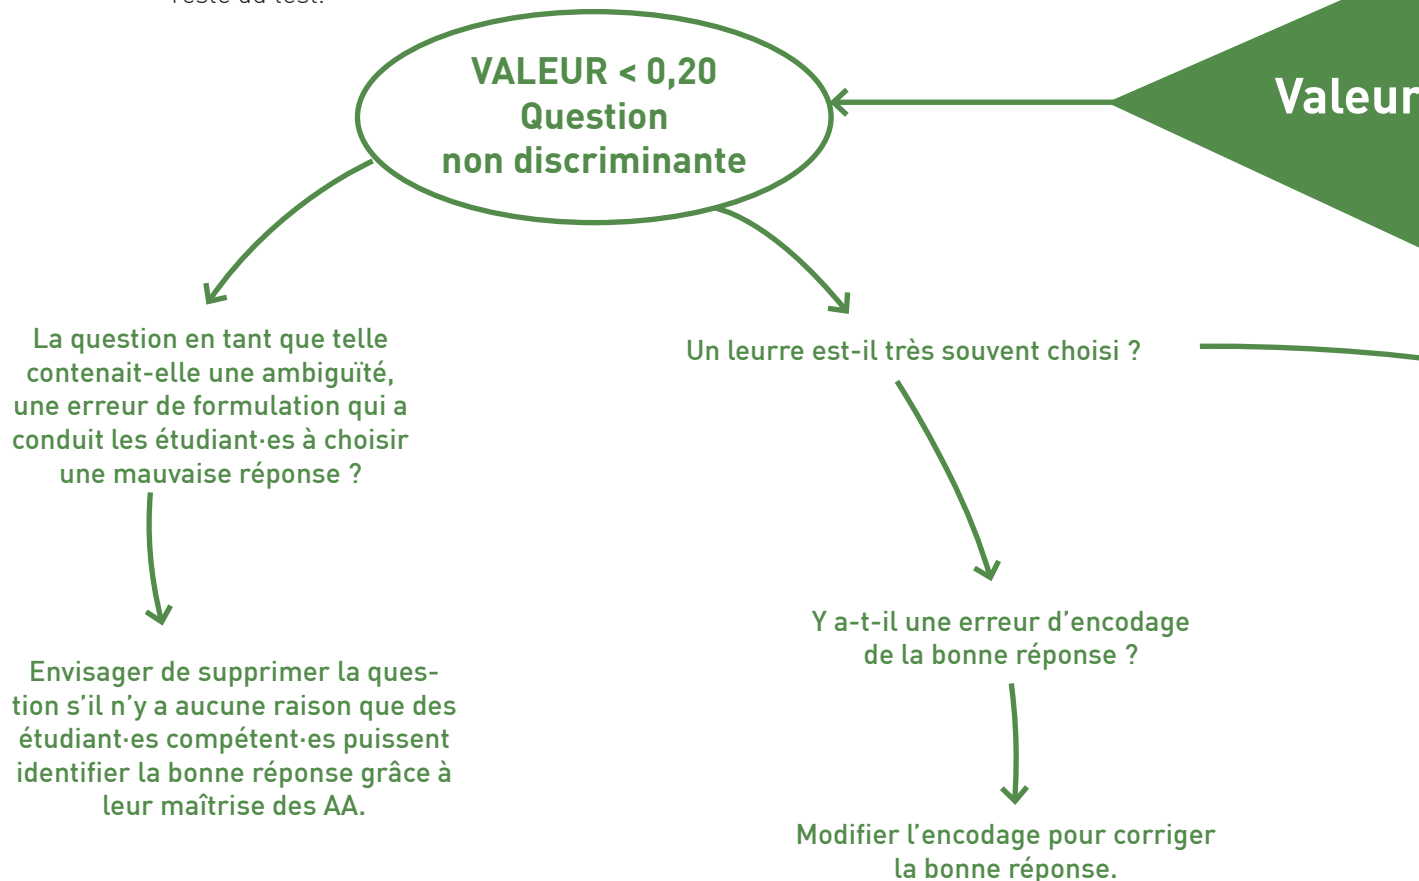 reste du test.
VALEUR < 0,20
Question
non discriminante
Valeur
La question en tant que telle
contenait-elle une ambiguïté,
une erreur de formulation qui a
conduit les étudiant·es à choisir
une mauvaise réponse ?
Un leurre est-il très souvent choisi ?
Y a-t-il une erreur d’encodage
de la bonne réponse ?
Envisager de supprimer la ques-
tion s’il n’y a aucune raison que des
étudiant·es compétent·es puissent
identifier la bonne réponse grâce à
leur maîtrise des AA.
Modifier l’encodage pour corriger
la bonne réponse.